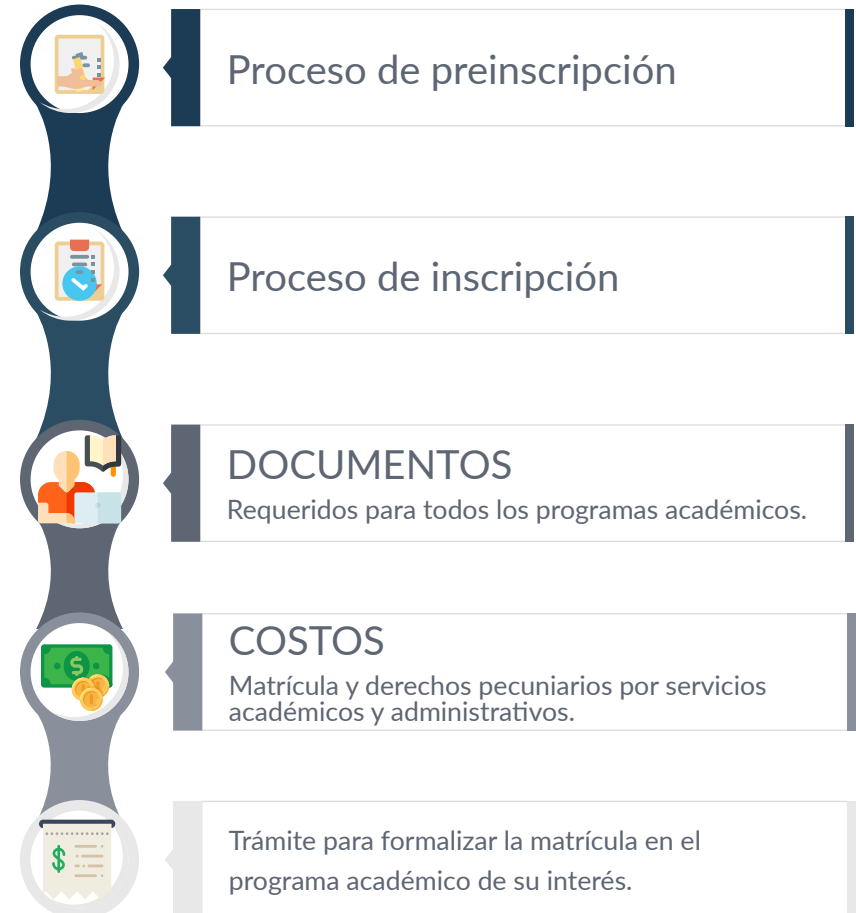 Proceso de preinscripción
Proceso de inscripción
DOCUMENTOS
Requeridos para todos los programas académicos.
COSTOS
$
Matrícula y derechos pecuniarios por servicios
académicos y administrativos.
Trámite para formalizar la matrícula en el
$
programa académico de su interés.